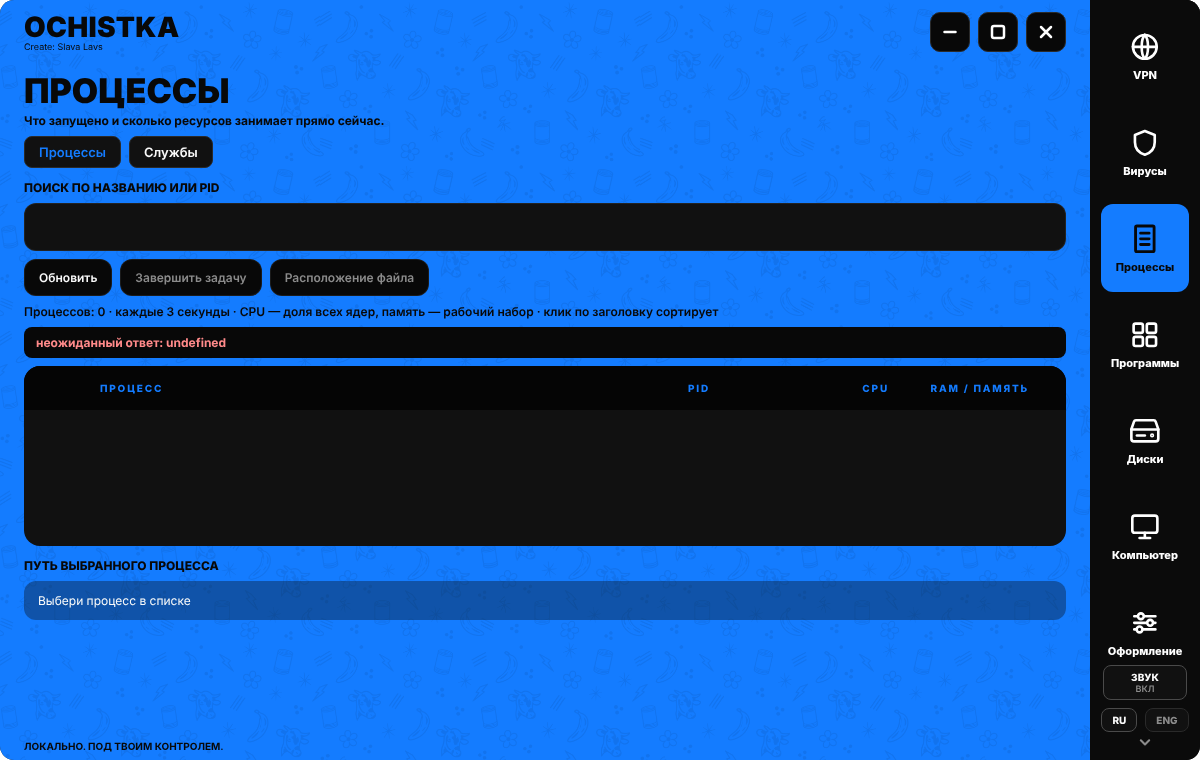 OCHISTKA
Create: Slava Lavs
ПРОЦЕССЫ
Что запущено и сколько ресурсов занимает прямо сейчас.
Процессы
Службы
ПОИСК ПО НАЗВАНИЮ ИЛИ PID
Обновить
Завершить задачу
Расположение файла
Процессов: 0 · каждые 3 секунды · CPU — доля всех ядер, память — рабочий набор · клик по заголовку сортирует
неожиданный ответ: undefined
ПРОЦЕСС
PID
CPU
RAM / ПАМЯТЬ
ПУТЬ ВЫБРАННОГО ПРОЦЕССА
Выбери процесс в списке
ЛОКАЛЬНО. ПОД ТВОИМ КОНТРОЛЕМ.
VPN
Вирусы
Процессы
Программы
Диски
Компьютер
Оформление
ЗВУК
ВКЛ
RU
ENG